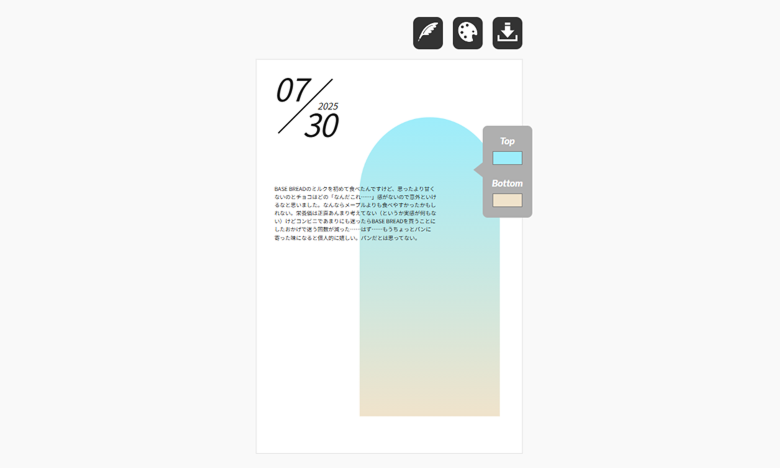 07
2025
30
Top
Bottom
BASE BREADのミルクを初めて食べたんですけど、思ったより甘く
ないのとチョコほどの「なんだこれ……」感がないので意外といけ
るなと思いました。なんならメープルよりも食べやすかったかもし
れない。栄養価は正直あんまり考えてない（というか実感が何もな
い）けどコンビニであまりにも迷ったらBASE BREADを買うことに
したおかげで迷う回数が減った……はず……もうちょっとパンに
寄った味になると個人的に嬉しい。パンだとは思ってない。